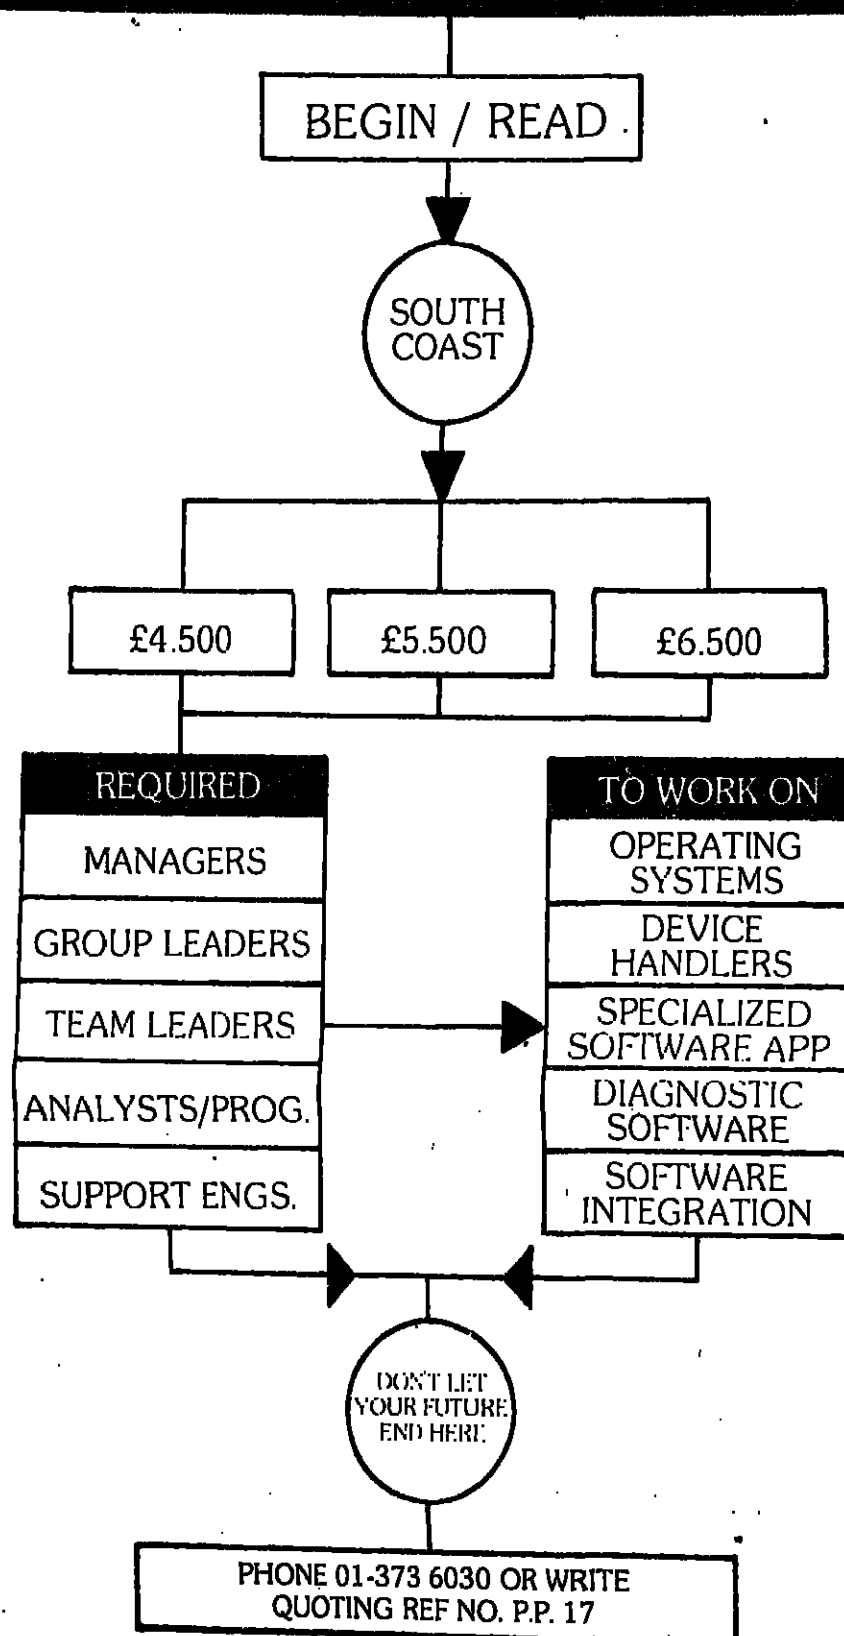 BEGIN / READ
SOUTH
COAST
£4.500
£5.500
£6.500
REQUIRED
MANAGERS
GROUP LEADERS
TEAM LEADERS
ANALYSTS/PROG.
SUPPORT ENGS.
TO WORK ON
OPERATING
SYSTEMS
DEVICE
HANDLERS
SPECIALIZED
SOFTWARE APP
DIAGNOSTIC
SOFTWARE
SOFTWARE
INTEGRATION
DON'T LET
YOUR FUTURE
END HERE
PHONE 01-373 6030 OR WRITE
QUOTING REF NO. P.P. 17